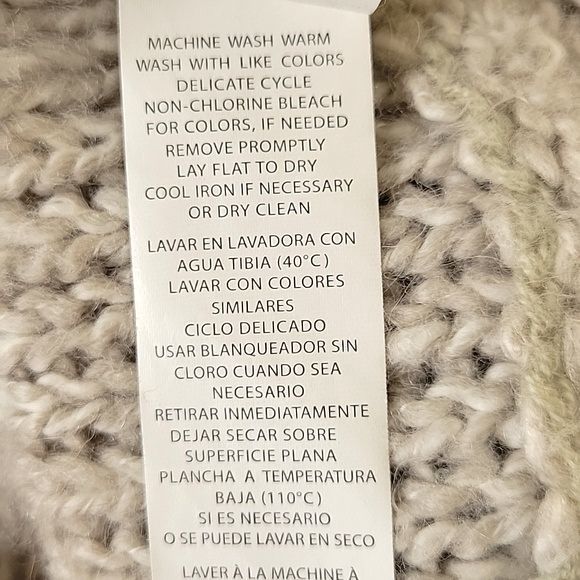 MACHINE WASH WARM
WASH WITH LIKE COLORS
DELICATE CYCLE
NON-CHLORINE BLEACH
FOR COLORS, IF NEEDED
REMOVE PROMPTLY
LAY FLAT TO DRY
COOL IRON IF NECESSARY
OR DRY CLEAN
LAVAR EN LAVADORA CON
AGUA TIBIA (40°C)
LAVAR CON COLORES
SIMILARES
CICLO DELICADO
USAR BLANQUEADOR SIN
CLORO CUANDO SEA
NECESARIO
RETIRAR INMEDIATAMENTE
DEJAR SECAR SOBRE
SUPERFICIE PLANA
PLANCHA A TEMPERATURA
BAJA (110°C)
SI ES NECESARIO
O SE PUEDE LAVAR EN SECO
LAVER À LA MACHINE À